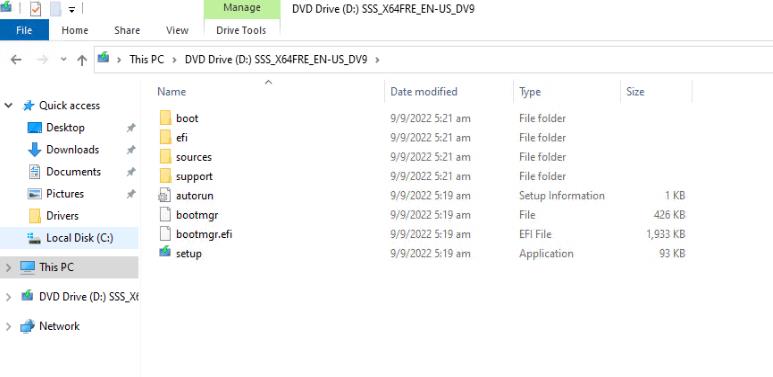 Manage DVD Drive (D:) SSS_X64FRE_EN-US_DV9
File Home Share View Drive Tools
This PC DVD Drive (D:) SSS_X64FRE_EN-US_DV9
Name Date modified Type Size
Quick access
Desktop
Downloads
Documents
Pictures
Drivers
Local Disk (C:)
This PC
DVD Drive (D:) SSS_X6
Network
boot 9/9/2022 5:21 am File folder
efi 9/9/2022 5:21 am File folder
sources 9/9/2022 5:21 am File folder
support 9/9/2022 5:21 am File folder
autorun 9/9/2022 5:19 am Setup Information 1 KB
bootmgr 9/9/2022 5:19 am File 426 KB
bootmgr.efi 9/9/2022 5:19 am EFI File 1,933 KB
setup 9/9/2022 5:19 am Application 93 KB